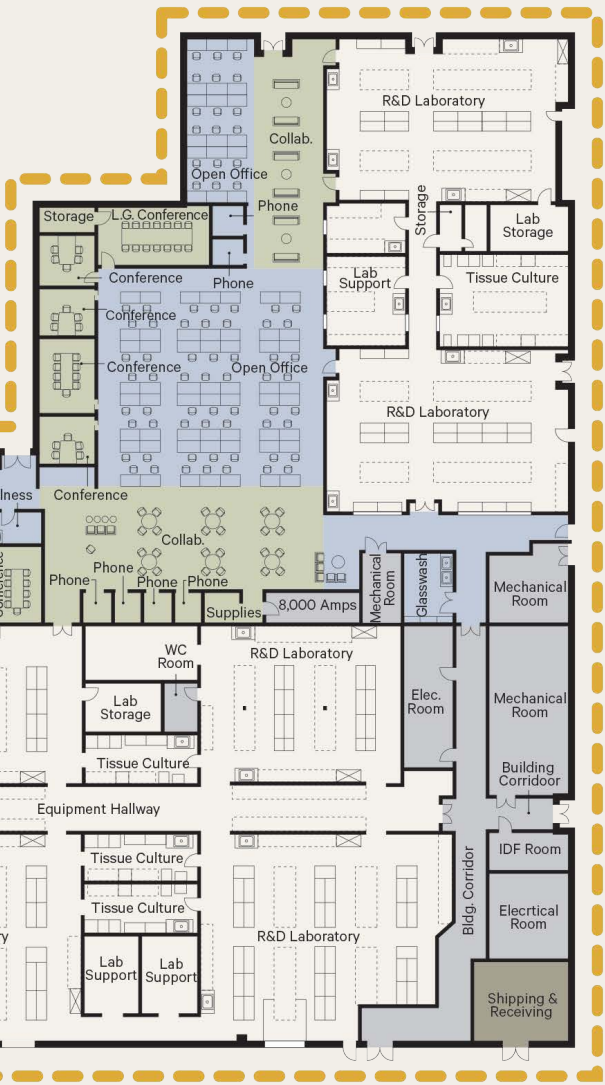 R&D Laboratory
Collab.
Open Office
Phone
Storage
L.G. Conference
Storage
Lab
Storage
Phone
Conference
Lab
Support
Tissue Culture
Conference
Conference
Open Office
R&D Laboratory
lness
Conference
Collab.
Phone
Phone
Phone
Phone
Supplies
8,000 Amps
Mechanical
Room
Glasswash
Mechanical
Room
WC
Room
R&D Laboratory
Lab
Storage
Elec.
Room
Mechanical
Room
Tissue Culture
Building
Corridoor
Equipment Hallway
Tissue Culture
IDF Room
Bldg. Corridor
Tissue Culture
Elecrtical
Room
ry
R&D Laboratory
Lab
Support
Lab
Support
Shipping &
Receiving